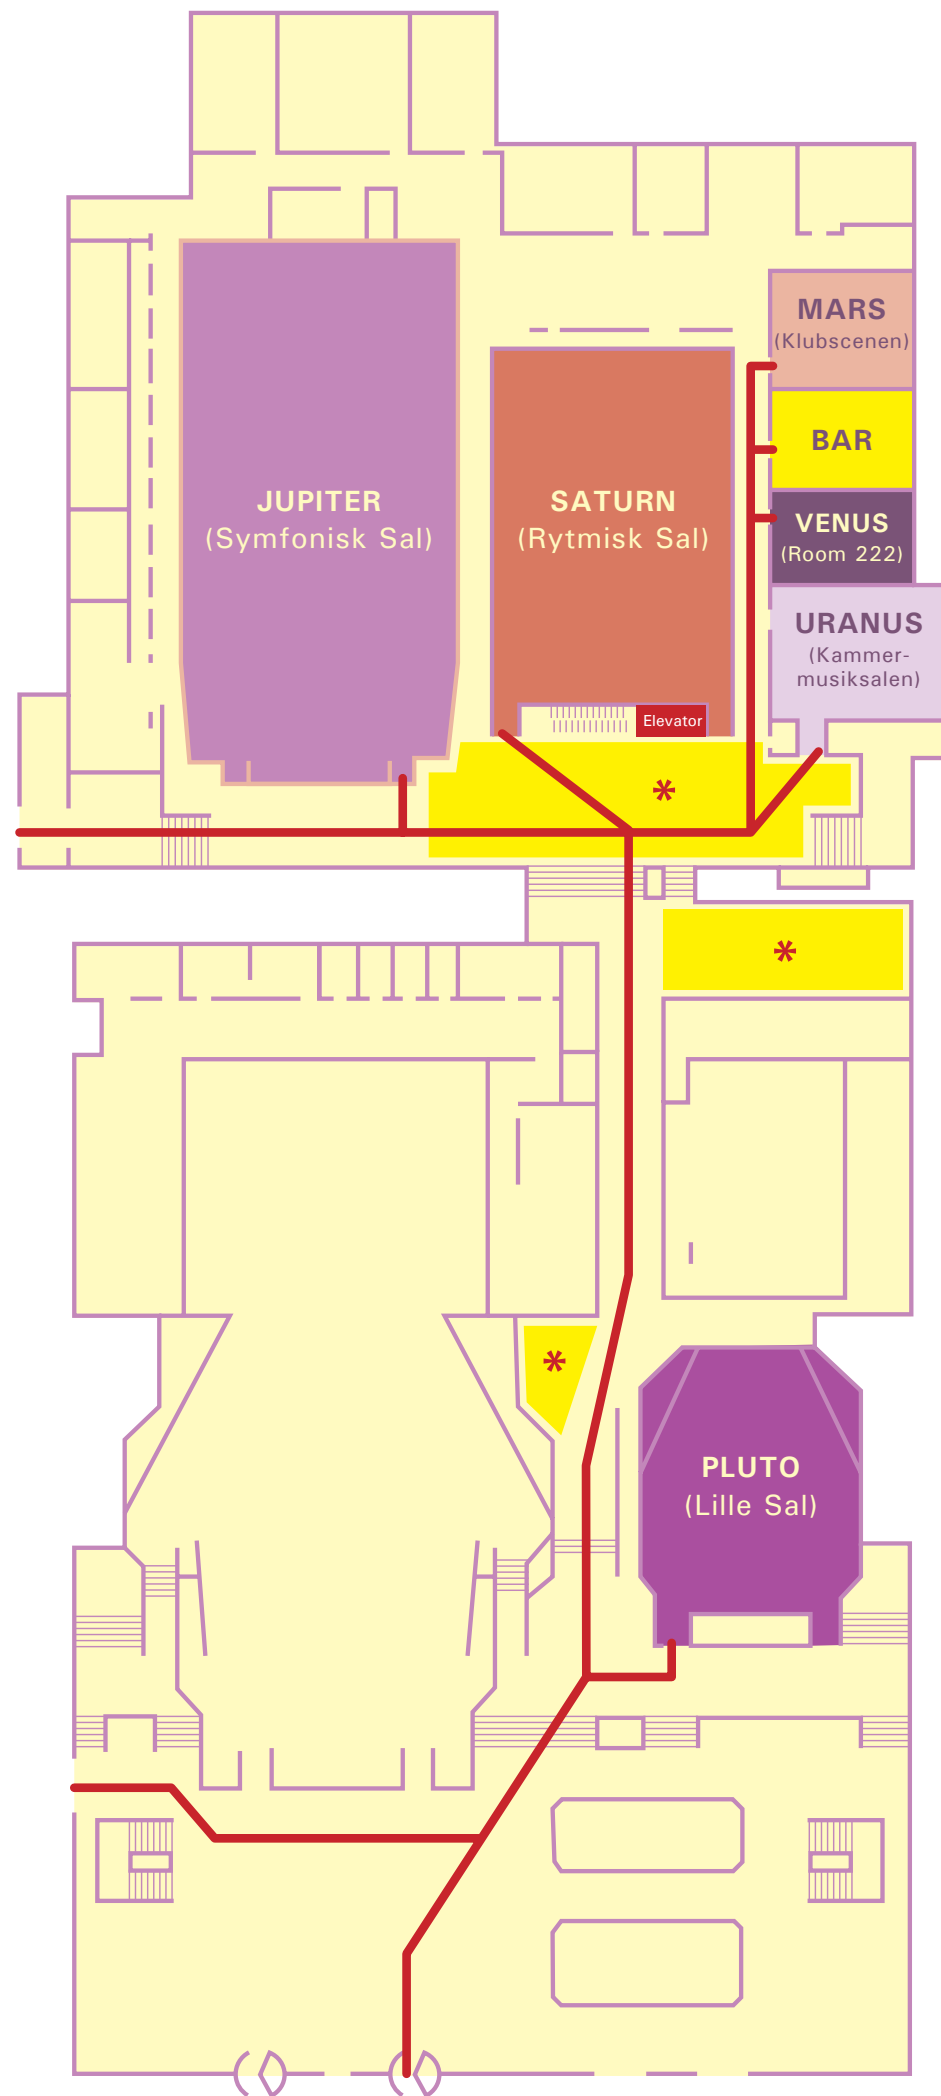 MARS
(Klubscenen)
BAR
JUPITER
(Symfonisk Sal)
SATURN
(Rytmisk Sal)
VENUS
(Room 222)
URANUS
(Kammer-
musiksalen)
Elevator
*
*
*
PLUTO
(Lille Sal)